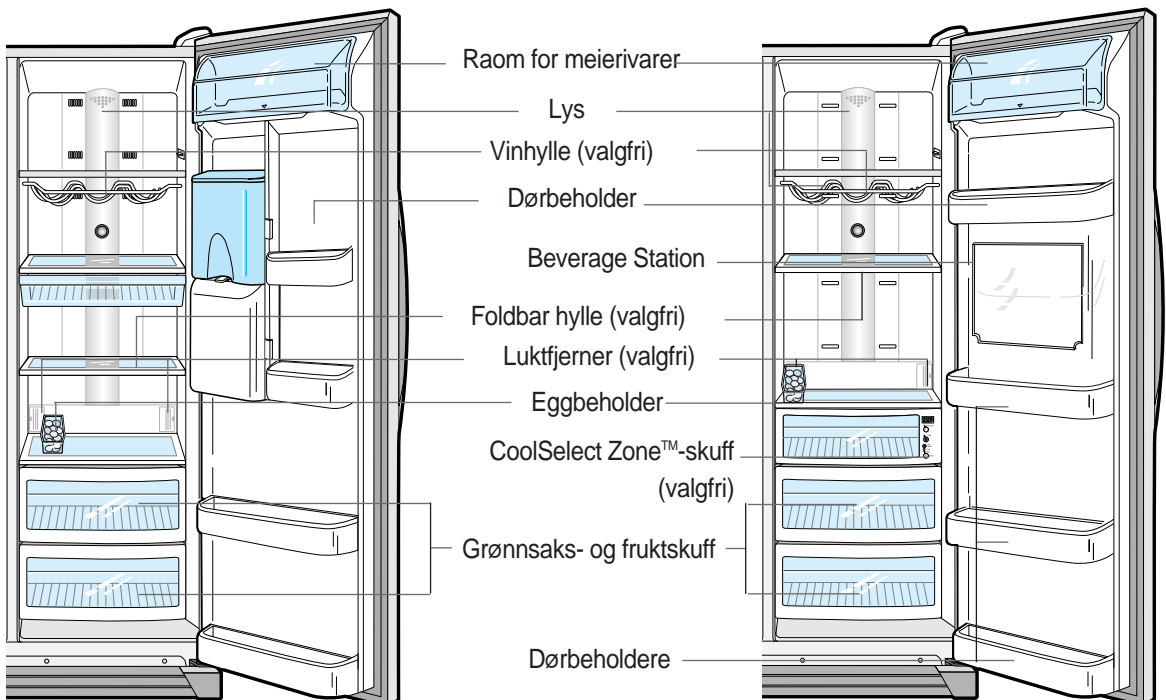 Raom for meierivarer
Lys
Vinhylle (valgfri)
Dørbeholder
Beverage Station
Foldbar hylle (valgfri)
Luktfjerner (valgfri)
Eggbeholder
CoolSelect Zone™-skuff
(valgfri)
Grønnsaks- og fruktskuff
Dørbeholdere